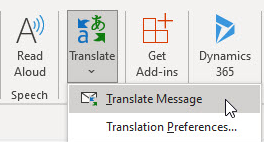 Read Aloud
Translate
Get Add-ins
Dynamics 365
Speech
Translate Message
Translation Preferences...